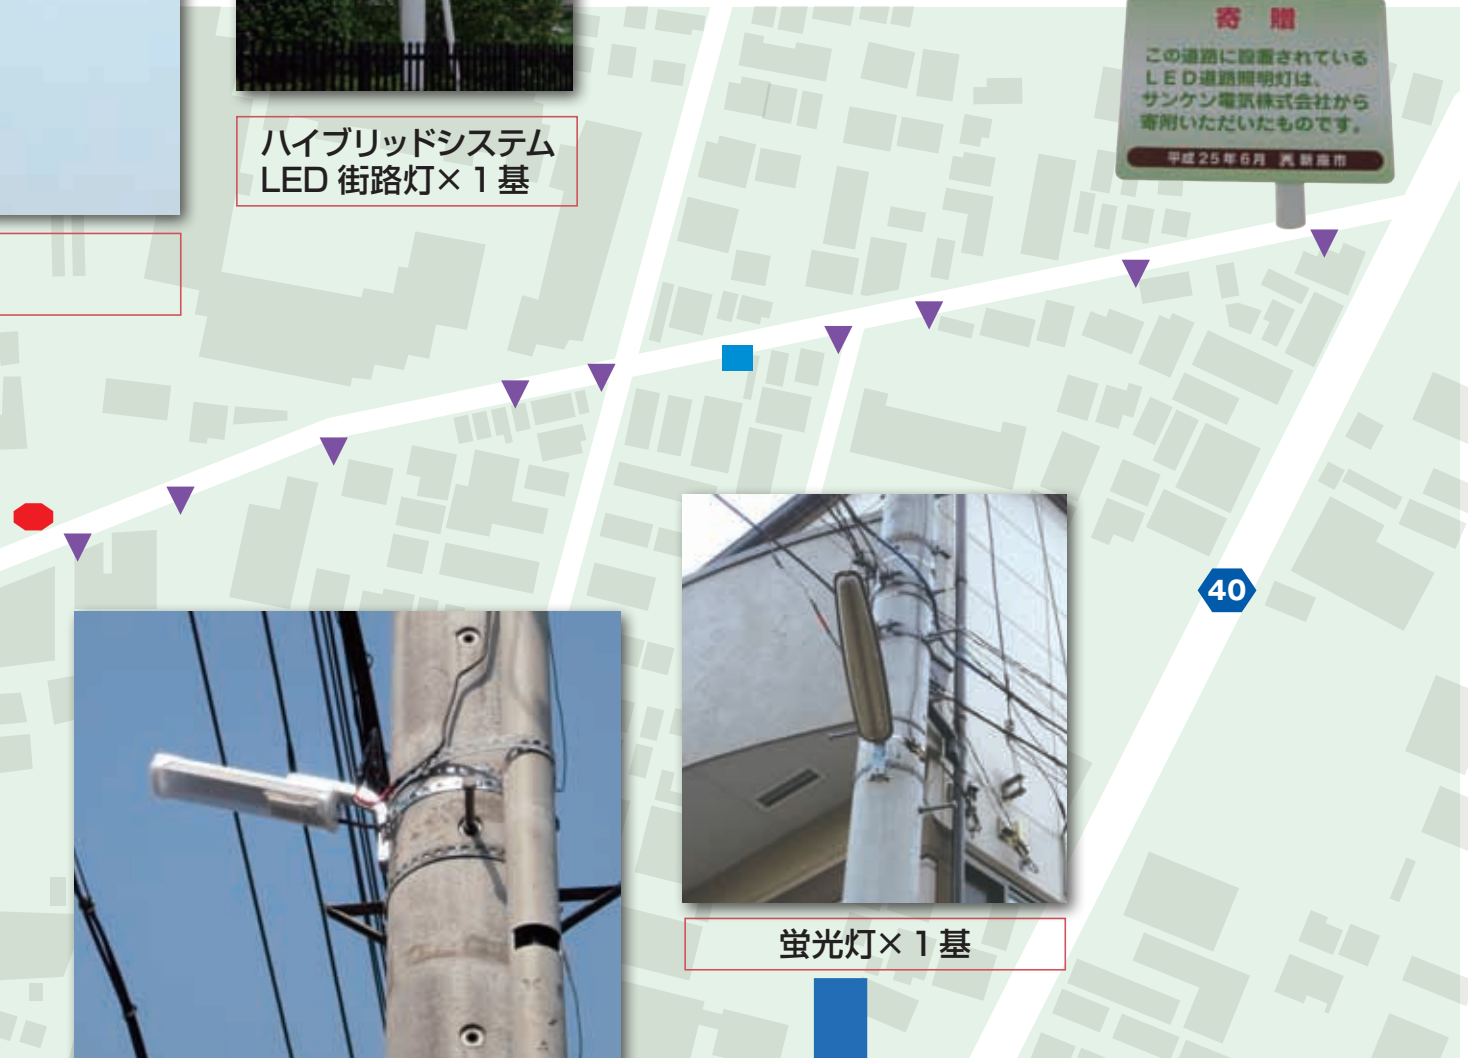 寄贈
この道路に設置されている
LED道路照明灯は、
サンケン電気株式会社から
寄附いただいたものです。
平成25年6月 新座市
ハイブリッドシステム
LED 街路灯×1基
40
蛍光灯×1基